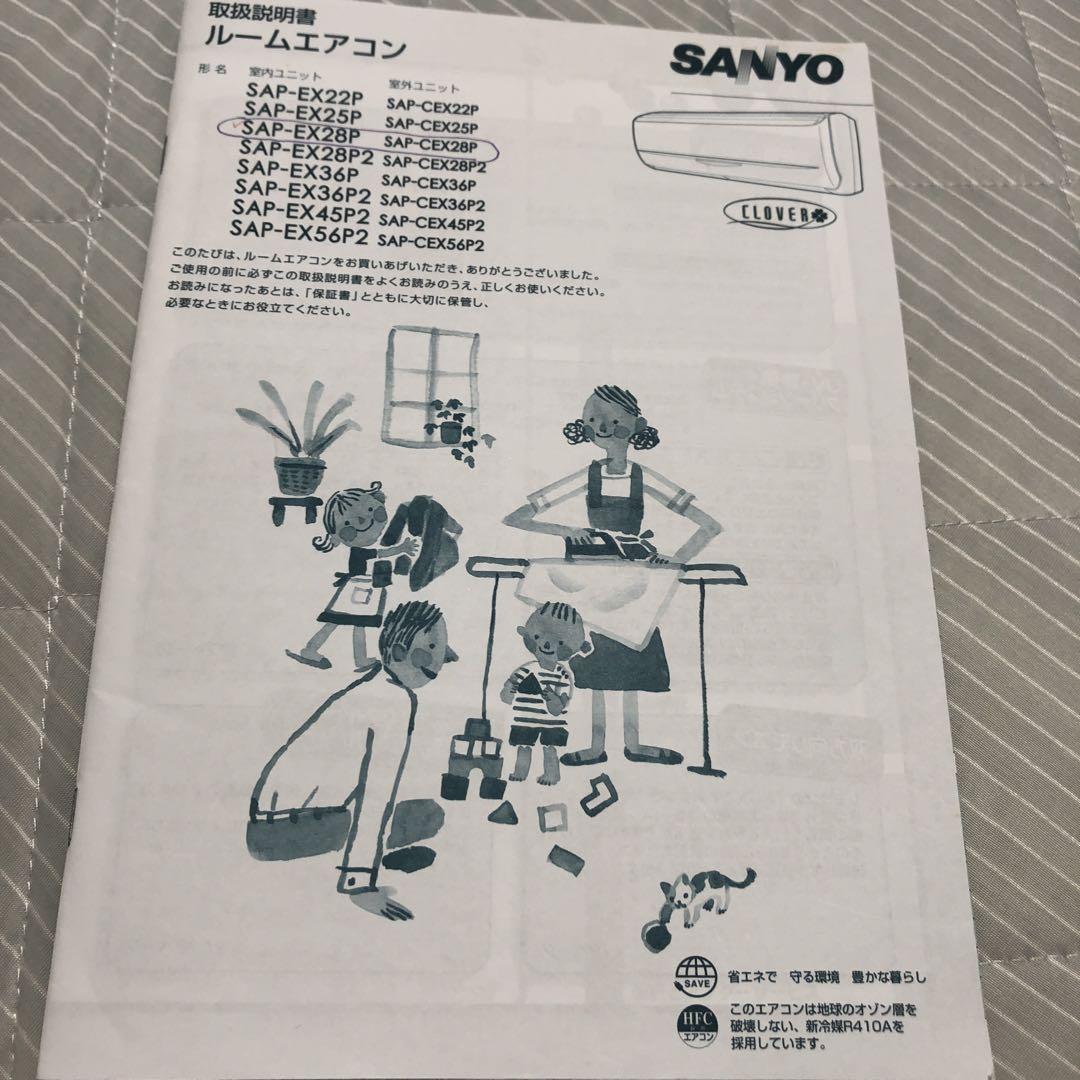 取扱説明書
ルームエアコン
SANYO
形名 室内ユニット 室外ユニット
SAP-EX22P SAP-CEX22P
SAP-EX25P SAP-CEX25P
SAP-EX28P SAP-CEX28P
SAP-EX28P2 SAP-CEX28P2
SAP-EX36P SAP-CEX36P
SAP-EX36P2 SAP-CEX36P2
SAP-EX45P2 SAP-CEX45P2
SAP-EX56P2 SAP-CEX56P2
CLOVER
このたびは、ルームエアコンをお買いあげいただき、ありがとうございました。
ご使用の前に必ずこの取扱説明書をよくお読みのうえ、正しくお使いください。
お読みになったあとは、「保証書」とともに大切に保管し、
必要なときにお役立てください。
SAVE
省エネで 守る環境 豊かな暮らし
HFC
エアコン
このエアコンは地球のオゾン層を
破壊しない、新冷媒R410Aを
採用しています。